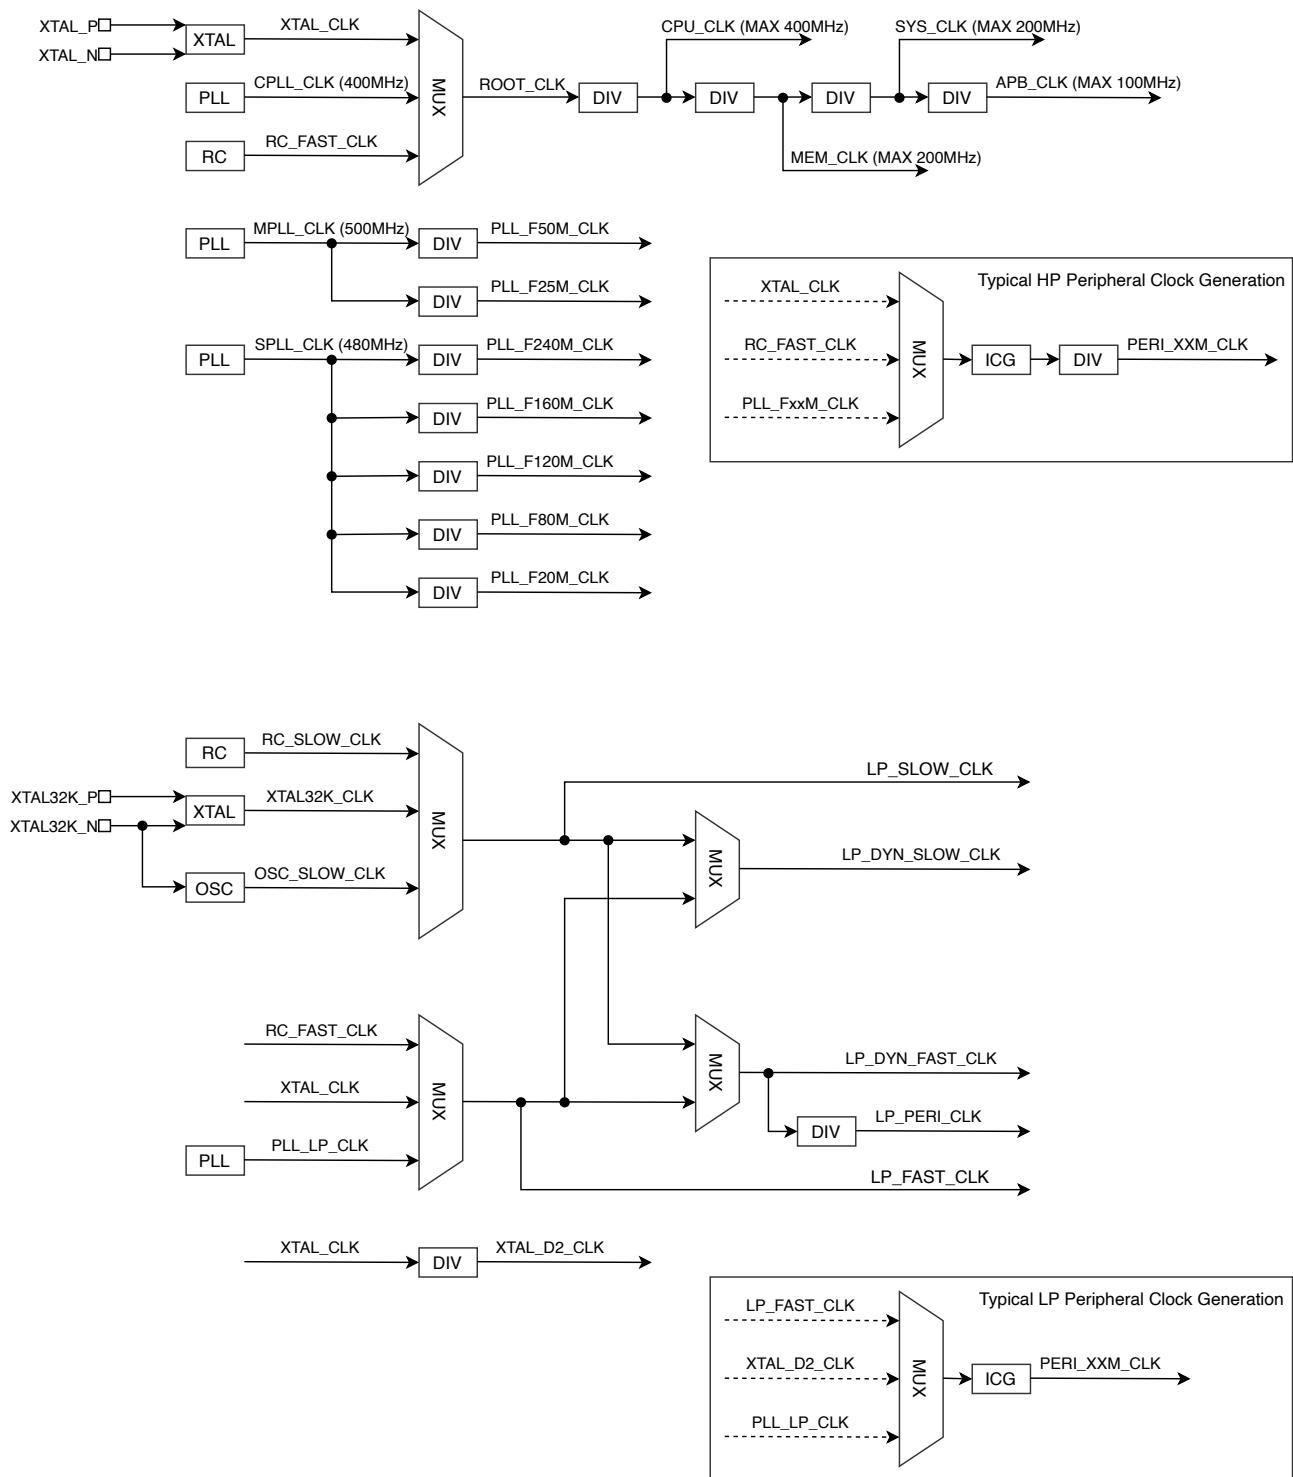 XTAL_P
XTAL_N
XTAL
XTAL_CLK
PLL
CPLL_CLK (400MHz)
RC
RC_FAST_CLK
MUX
ROOT_CLK
DIV
CPU_CLK (MAX 400MHz)
DIV
MEM_CLK (MAX 200MHz)
DIV
SYS_CLK (MAX 200MHz)
DIV
APB_CLK (MAX 100MHz)
PLL
MPLL_CLK (500MHz)
DIV
PLL_F50M_CLK
DIV
PLL_F25M_CLK
PLL
SPLL_CLK (480MHz)
DIV
PLL_F240M_CLK
DIV
PLL_F160M_CLK
DIV
PLL_F120M_CLK
DIV
PLL_F80M_CLK
DIV
PLL_F20M_CLK
Typical HP Peripheral Clock Generation
XTAL_CLK
RC_FAST_CLK
PLL_FxxM_CLK
MUX
ICG
DIV
PERI_XXM_CLK
RC
RC_SLOW_CLK
XTAL32K_P
XTAL32K_N
XTAL
XTAL32K_CLK
OSC
OSC_SLOW_CLK
MUX
LP_SLOW_CLK
MUX
LP_DYN_SLOW_CLK
RC_FAST_CLK
XTAL_CLK
PLL
PLL_LP_CLK
MUX
MUX
LP_DYN_FAST_CLK
DIV
LP_PERI_CLK
LP_FAST_CLK
XTAL_CLK
DIV
XTAL_D2_CLK
Typical LP Peripheral Clock Generation
LP_FAST_CLK
XTAL_D2_CLK
PLL_LP_CLK
MUX
ICG
PERI_XXM_CLK